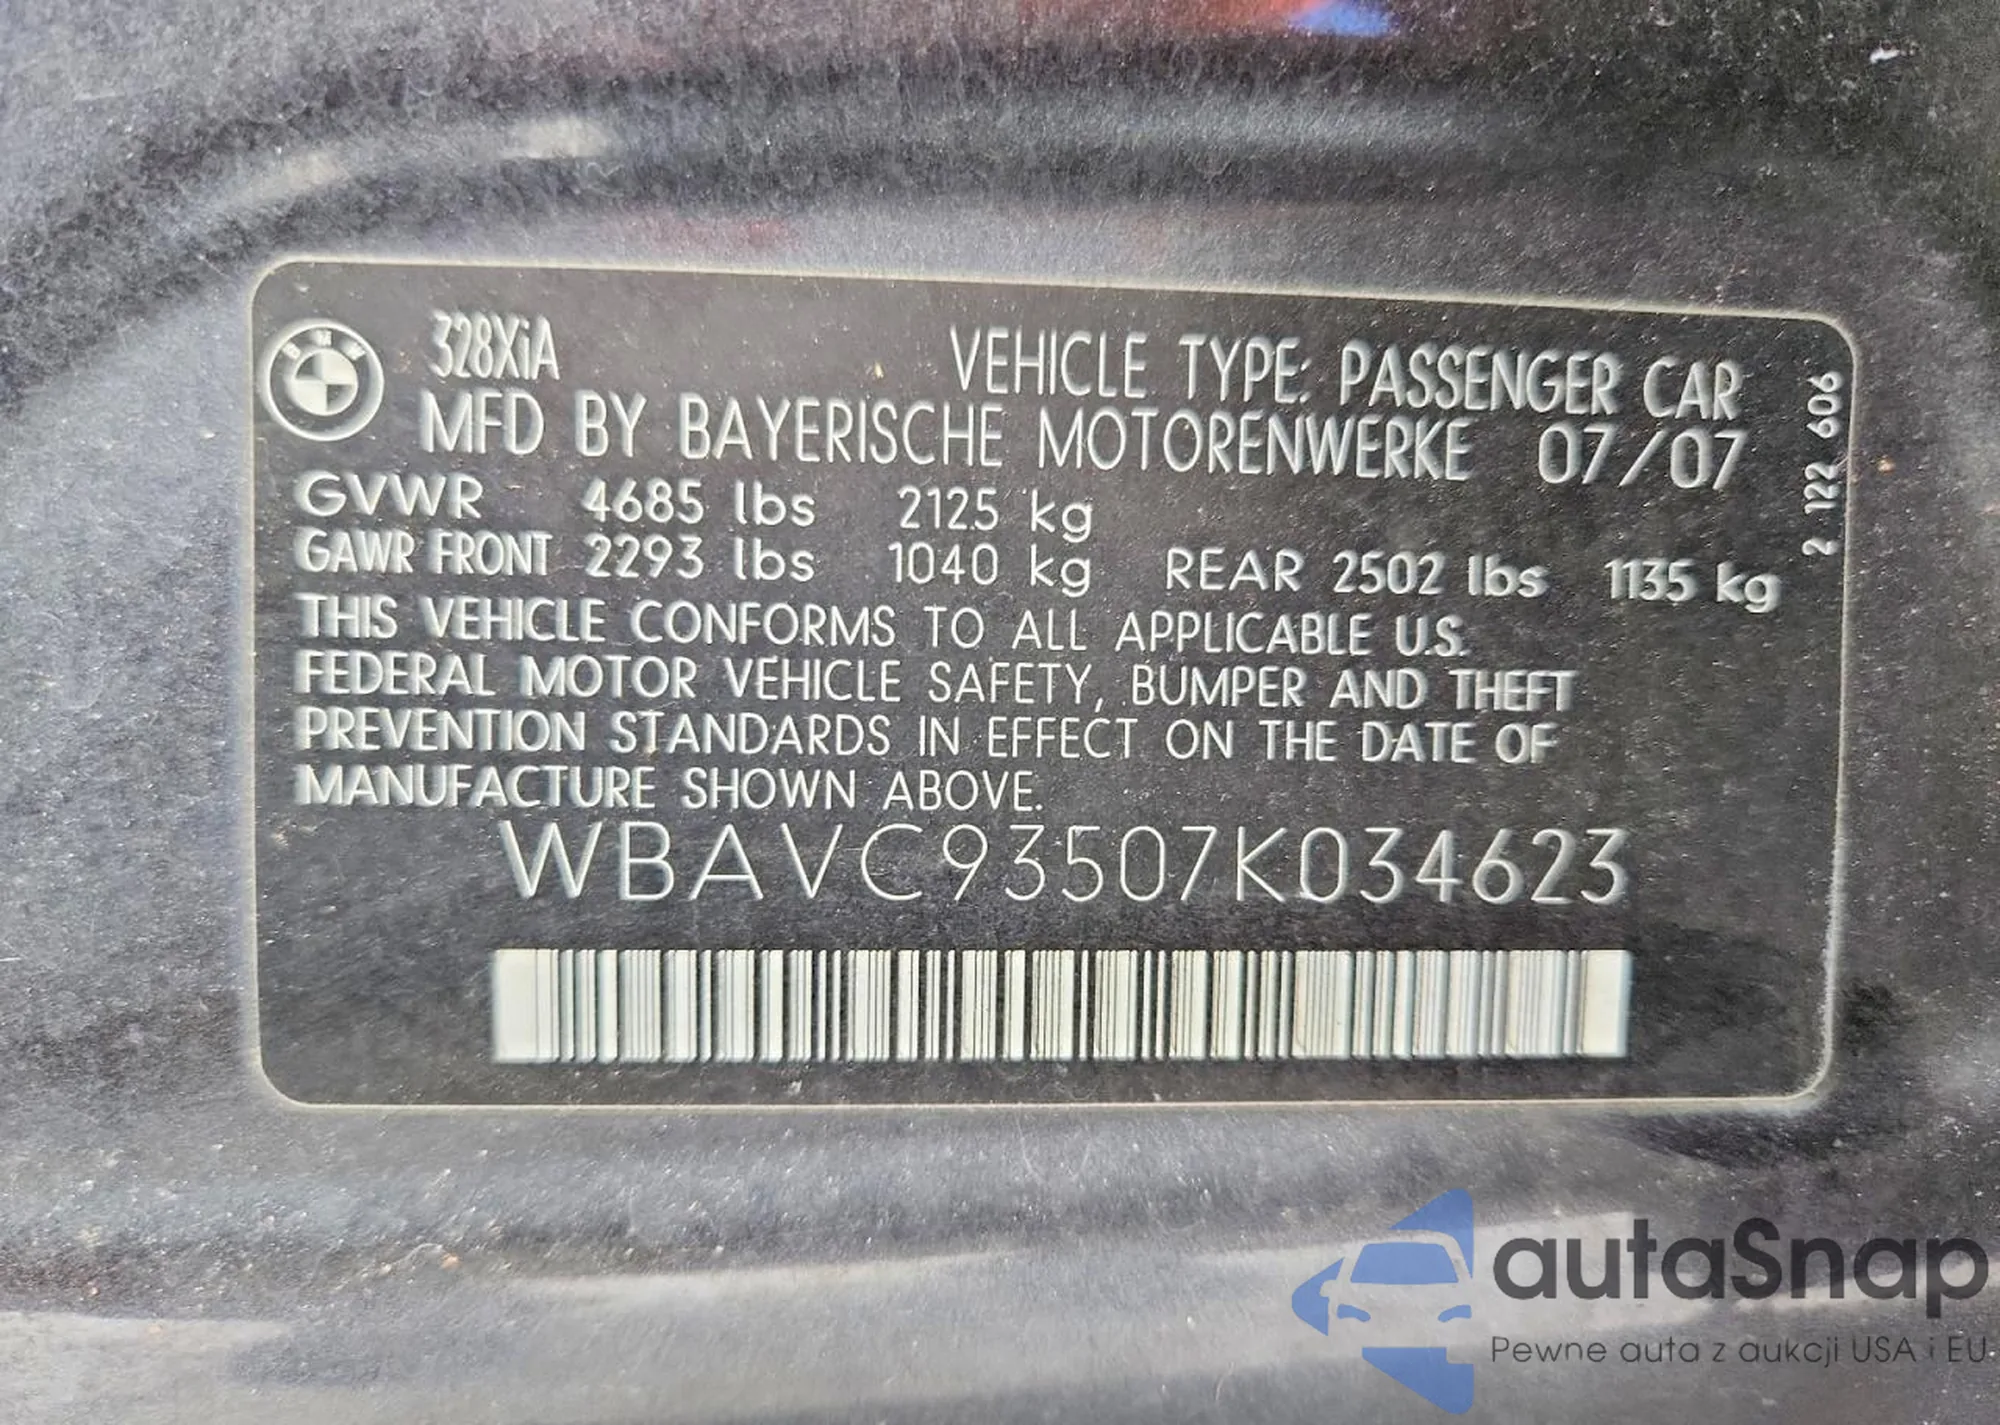 BMW
328XiA
VEHICLE TYPE: PASSENGER CAR
MFD BY BAYERISCHE MOTORENWERKE 07/07
GVWR 4685 lbs 2125 kg
GAWR FRONT 2293 lbs 1040 kg REAR 2502 lbs 1135 kg
THIS VEHICLE CONFORMS TO ALL APPLICABLE U.S.
FEDERAL MOTOR VEHICLE SAFETY, BUMPER AND THEFT
PREVENTION STANDARDS IN EFFECT ON THE DATE OF
MANUFACTURE SHOWN ABOVE.
WBAVC93507K034623
2 122 606
autaSnap
Pewne auta z aukcji USA i EU